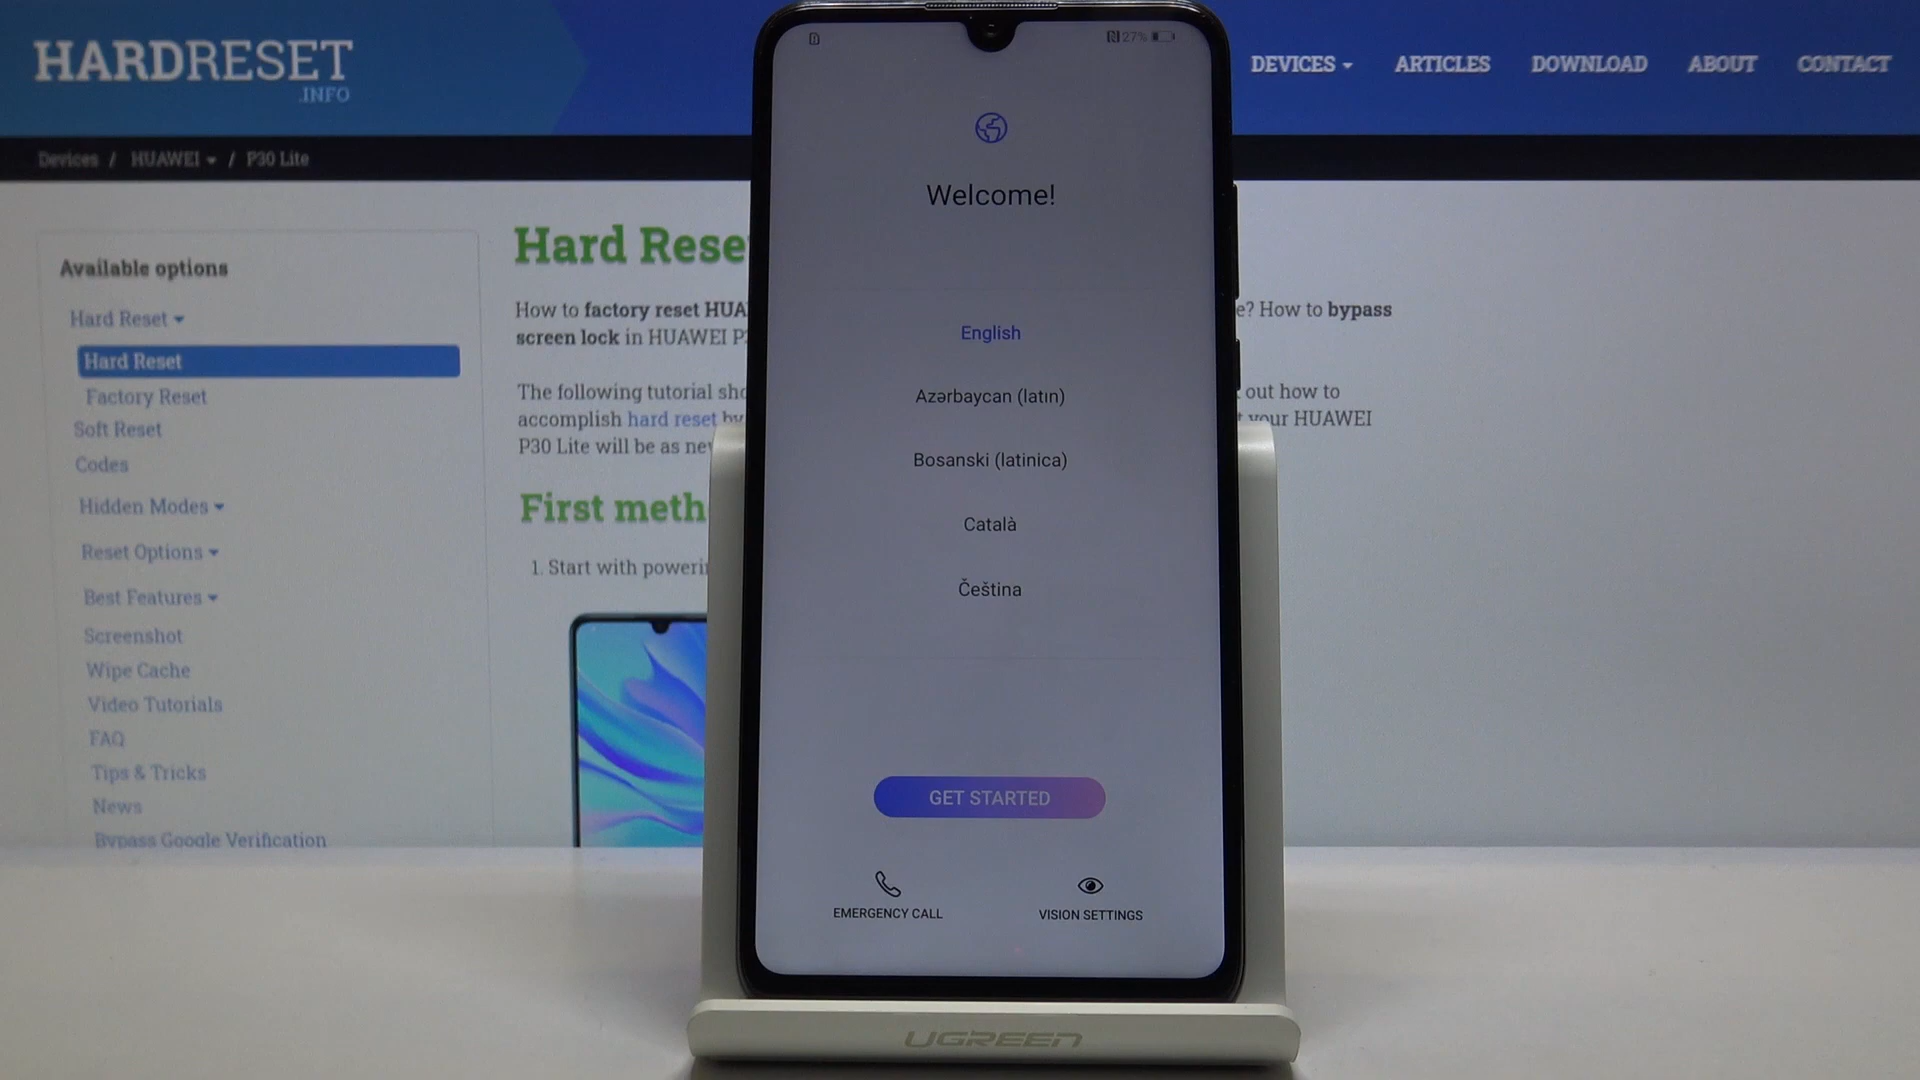 HARDRESET
.INFO
DEVICES ARTICLES DOWNLOAD ABOUT CONTACT
Devices / HUAWEI / P30 Lite
Available options
Hard Reset
Hard Reset
Factory Reset
Soft Reset
Codes
Hidden Modes
Reset Options
Best Features
Screenshot
Wipe Cache
Video Tutorials
FAQ
Tips & Tricks
News
Bypass Google Verification
Hard Rese
How to factory reset HUA e? How to bypass
screen lock in HUAWEI P
The following tutorial sho out how to
accomplish hard reset by your HUAWEI
P30 Lite will be as ne
First meth
1. Start with poweri
27%
Welcome!
English
Azərbaycan (latın)
Bosanski (latinica)
Català
Čeština
GET STARTED
EMERGENCY CALL
VISION SETTINGS
UGREEN